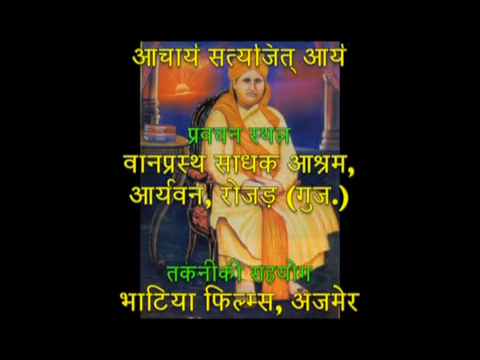 आचार्य सत्यजित् आर्य
प्रवचन स्थल
वानप्रस्थ साधक आश्रम,
आर्यवन, रोजड़ (गुज.)
तकनीकी सहयोग
भाटिया फिल्म्स, अजमेर